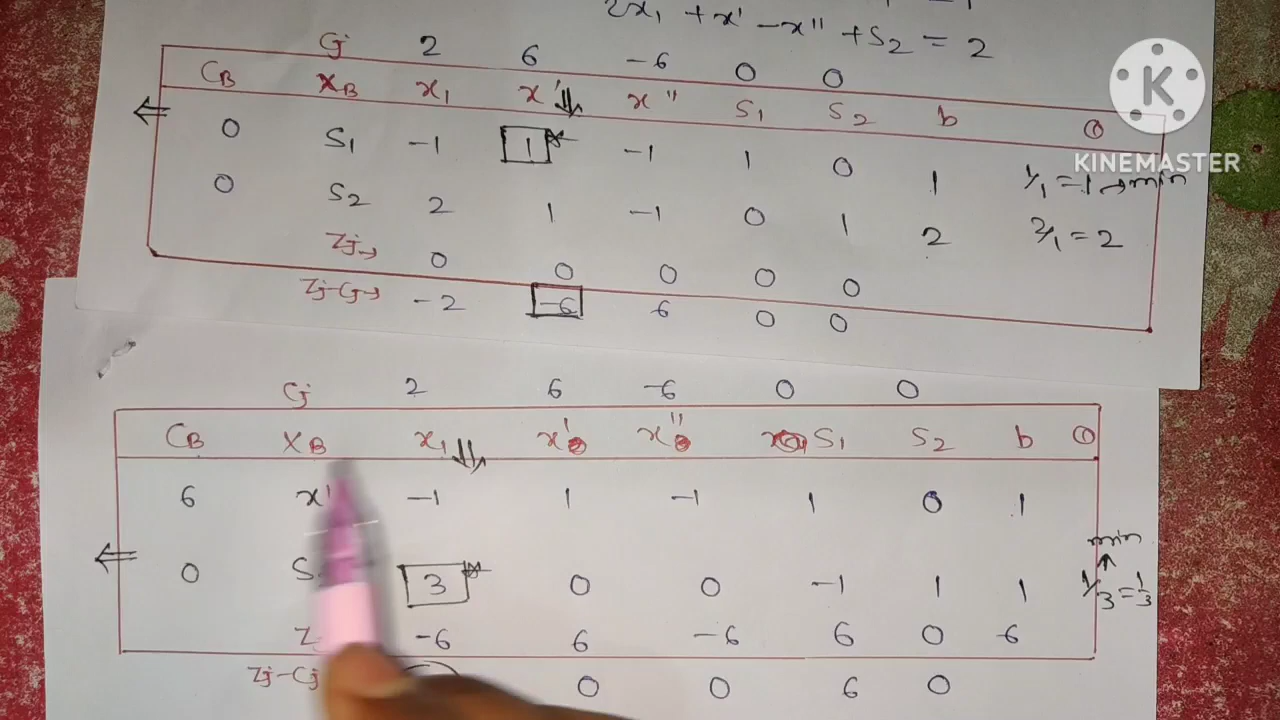 2x₁ + x' - x'' + S₂ = 2
Cj 2 6 -6 0 0
CB XB x₁ x' x'' S₁ S₂ b Θ
0 S₁ -1 1 -1 1 0 1 1/1 = 1 → min
0 S₂ 2 1 -1 0 1 2 2/1 = 2
Zj→ 0 0 0 0 0
Zj-Cj→ -2 -6 6 0 0
K
KINEMASTER
Cj 2 6 -6 0 0
CB XB x₁ x' x'' S₁ S₂ b Θ
6 x' -1 1 -1 1 0 1
min
0 3 0 0 -1 1 1 1/3 = 1/3
-6 6 -6 6 0 6
Zj-Cj 0 0 6 0